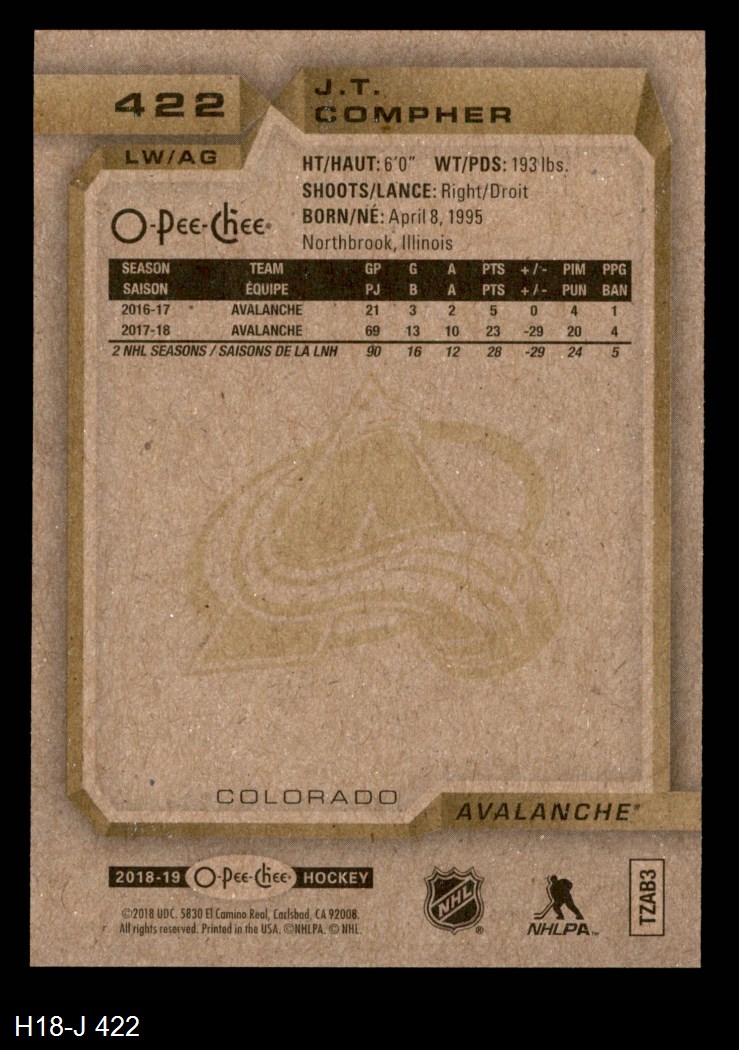 422
J.T.
COMPHER
LW/AG
HT/HAUT: 6'0" WT/PDS: 193 lbs.
SHOOTS/LANCE: Right/Droit
BORN/NÉ: April 8, 1995
Northbrook, Illinois
O-Pee-Chee
SEASON TEAM GP G A PTS +/- PIM PPG
SAISON ÉQUIPE PJ B A PTS +/- PUN BAN
2016-17 AVALANCHE 21 3 2 5 0 4 1
2017-18 AVALANCHE 69 13 10 23 -29 20 4
2 NHL SEASONS / SAISONS DE LA LNH 90 16 12 28 -29 24 5
COLORADO
AVALANCHE
2018-19 O-Pee-Chee HOCKEY
©2018 UDC. 5830 El Camino Real, Carlsbad, CA 92008.
All rights reserved. Printed in the USA. ©NHLPA. © NHL.
NHL ®
NHLPA™
TZAB3
H18-J 422